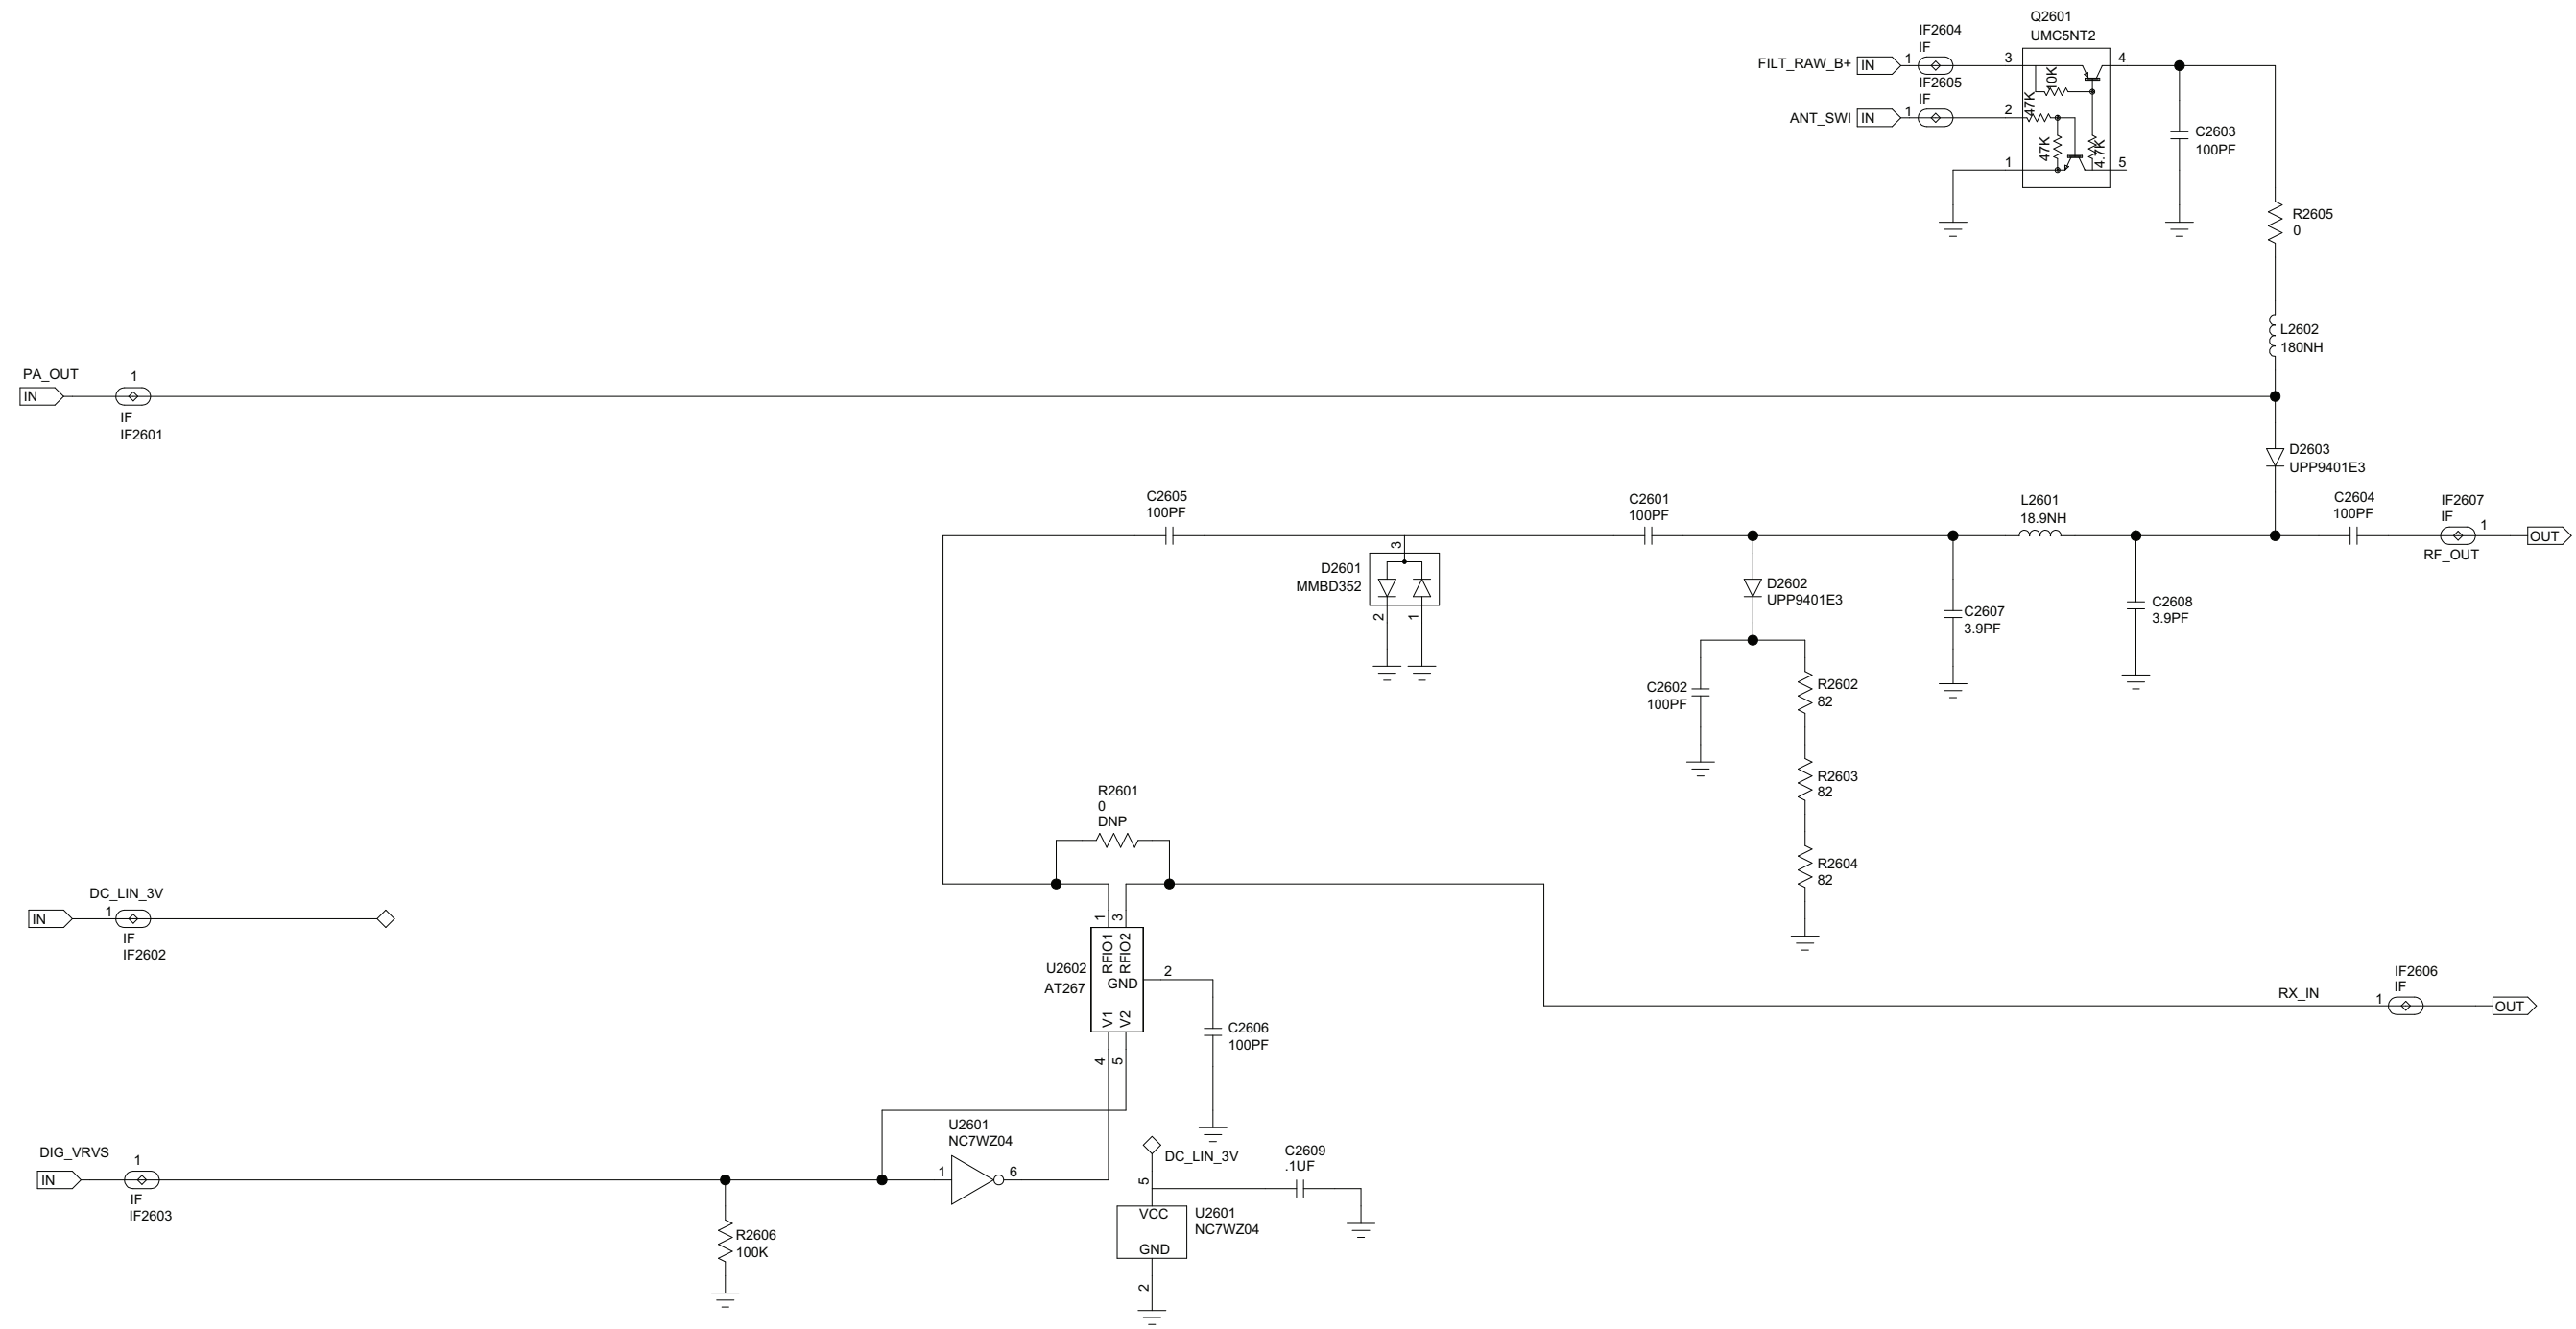 Q2601
UMC5NT2
IF2604
IF
FILT_RAW_B+
IN
1
3
4
IF2605
IF
10K
47K
ANT_SWI
IN
1
2
47K
4.7K
1
5
C2603
100PF
R2605
0
L2602
180NH
PA_OUT
IN
1
IF
IF2601
D2603
UPP9401E3
C2605
100PF
C2601
100PF
L2601
18.9NH
C2604
100PF
IF2607
IF
1
OUT
RF_OUT
3
D2601
MMBD352
2
1
D2602
UPP9401E3
C2607
3.9PF
C2608
3.9PF
C2602
100PF
R2602
82
R2603
82
R2604
82
R2601
0
DNP
DC_LIN_3V
IN
1
IF
IF2602
1
3
RFIO1
RFIO2
U2602
AT267
GND
2
V1
V2
4
5
C2606
100PF
IF2606
IF
RX_IN
1
OUT
DIG_VRVS
IN
1
IF
IF2603
U2601
NC7WZ04
1
6
R2606
100K
DC_LIN_3V
C2609
.1UF
5
VCC
GND
U2601
NC7WZ04
2